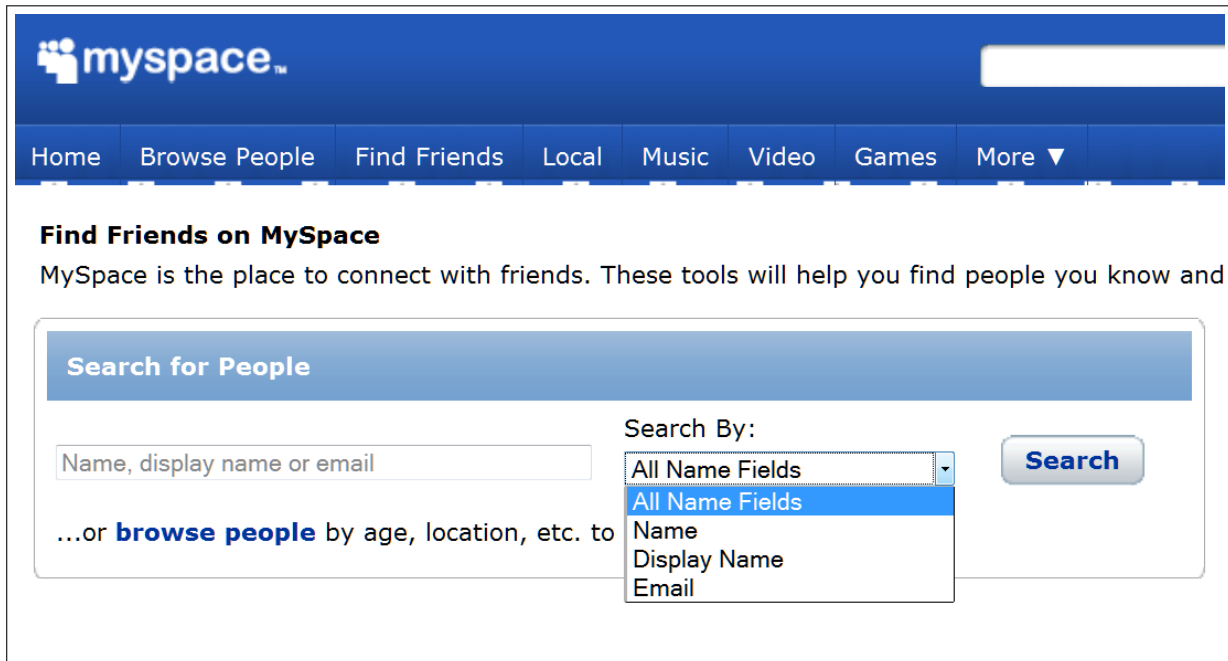 myspace™
Home Browse People Find Friends Local Music Video Games More ▼
Find Friends on MySpace
MySpace is the place to connect with friends. These tools will help you find people you know and
Search for People
Search By:
Name, display name or email
All Name Fields
Search
All Name Fields
...or browse people by age, location, etc. to
Name
Display Name
Email